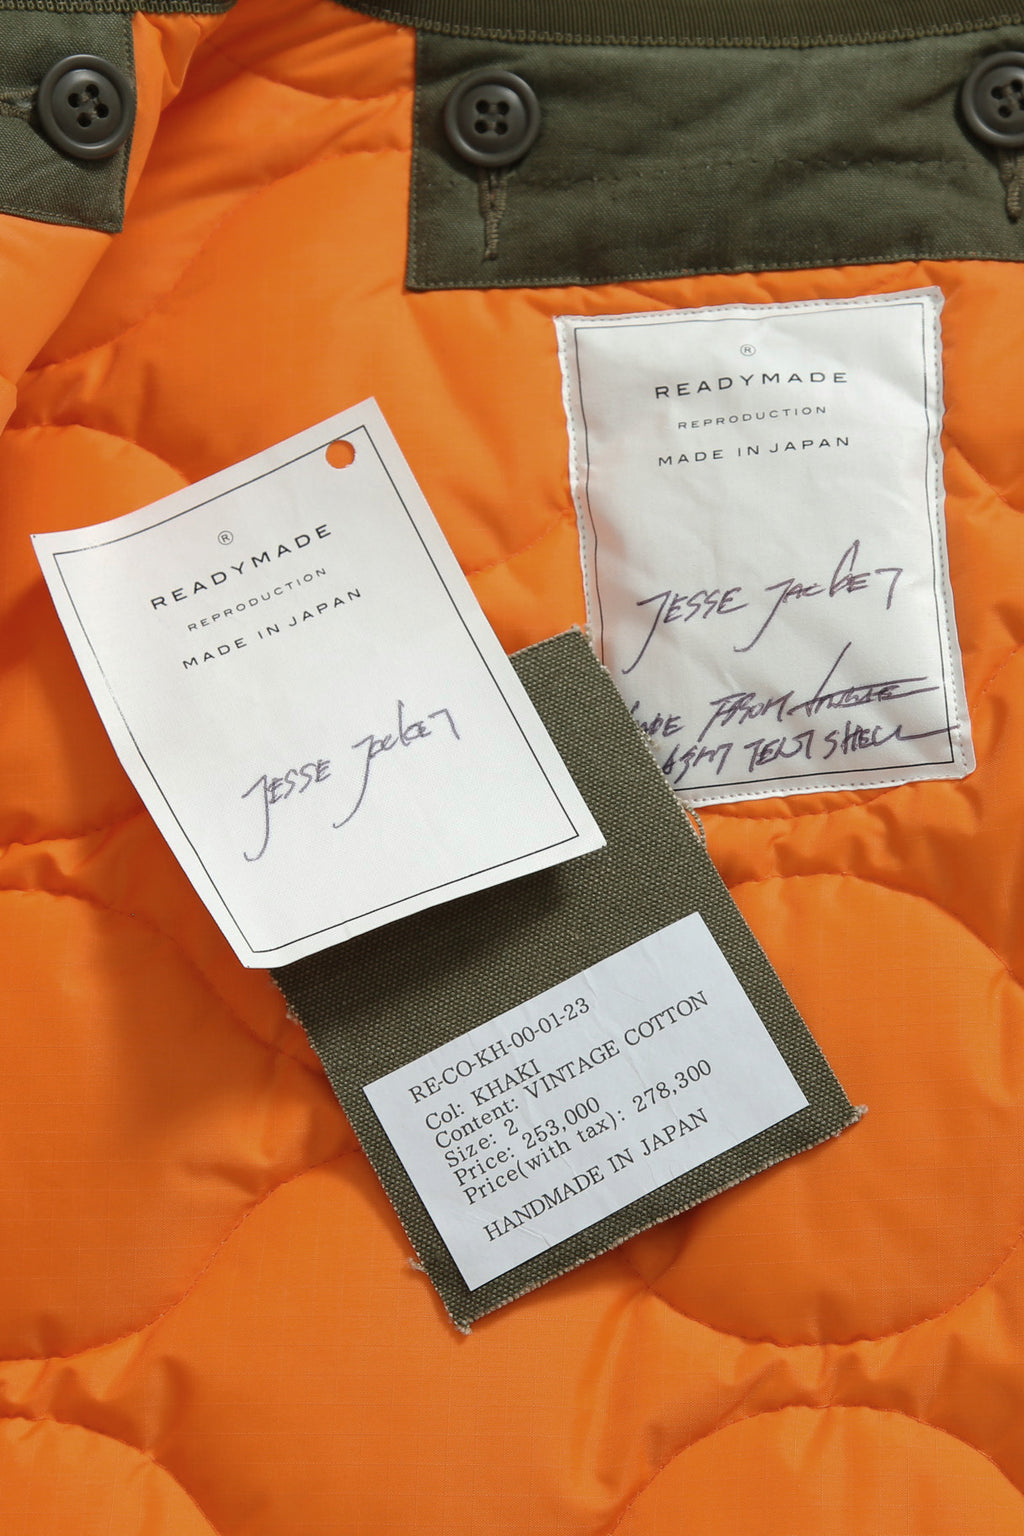 ®
READYMADE
REPRODUCTION
MADE IN JAPAN
JESSE JACKET
FROM
TENT SHELL
®
READYMADE
REPRODUCTION
MADE IN JAPAN
JESSE Jacket
RE-CO-KH-00-01-23
Col: KHAKI
Content: VINTAGE COTTON
Size: 2
Price: 253,000
Price(with tax): 278,300
HANDMADE IN JAPAN